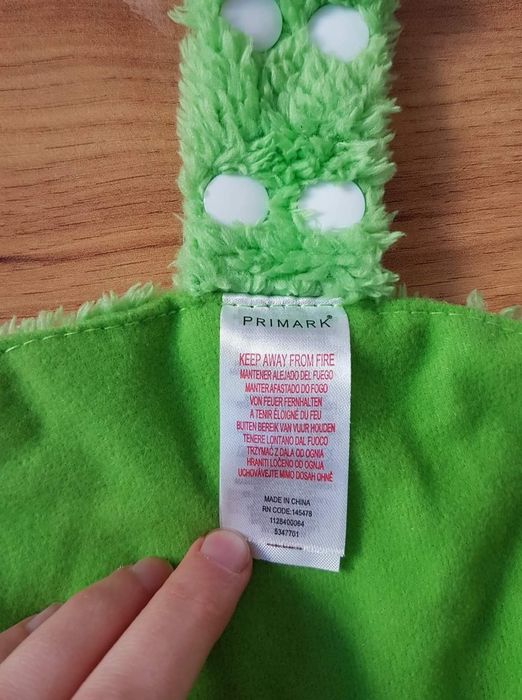 PRIMARK
KEEP AWAY FROM FIRE
MANTENER ALEJADO DEL FUEGO
MANTER AFASTADO DO FOGO
VON FEUER FERNHALTEN
A TENIR ÉLOIGNÉ DU FEU
BUITEN BEREIK VAN VUUR HOUDEN
TENERE LONTANO DAL FUOCO
TRZYMAĆ Z DALA OD OGNIA
HRANITI LOČENO OD OGNJA
UCHOVÁVEJTE MIMO DOSAH OHNĚ
MADE IN CHINA
RN CODE:145478
1128400064
5347701